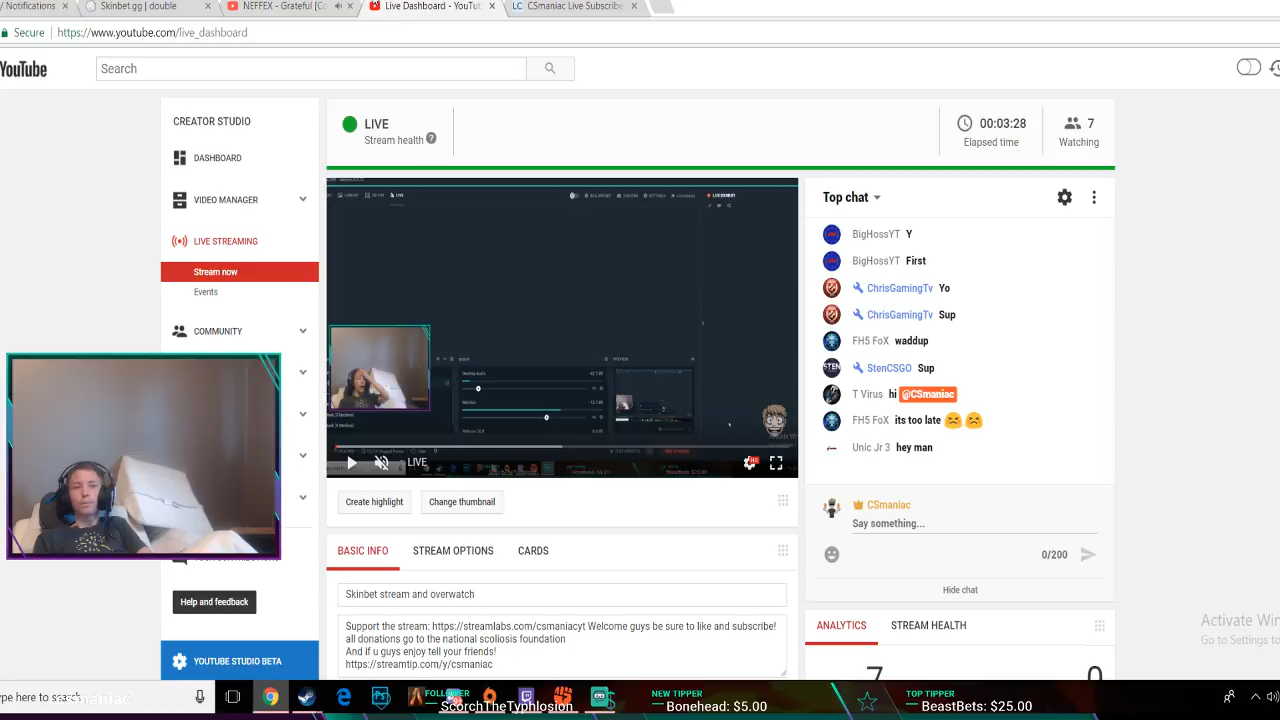 Notifications
Skinbet.gg | double
NEFFEX - Grateful [Co
Live Dashboard - YouTu
LC CSmaniac Live Subscribe
Secure https://www.youtube.com/live_dashboard
YouTube
Search
CREATOR STUDIO
DASHBOARD
VIDEO MANAGER
LIVE STREAMING
Stream now
Events
COMMUNITY
Help and feedback
YOUTUBE STUDIO BETA
LIVE
Stream health
00:03:28
Elapsed time
7
Watching
LIVE
HD
Create highlight
Change thumbnail
BASIC INFO
STREAM OPTIONS
CARDS
Skinbet stream and overwatch
Support the stream: https://streamlabs.com/csmaniacyt Welcome guys be sure to like and subscribe!
all donations go to the national scoliosis foundation
And if u guys enjoy tell your friends!
https://streamtip.com/y/csmaniac
Top chat
BigHossYT Y
BigHossYT First
ChrisGamingTv Yo
ChrisGamingTv Sup
FH5 FoX waddup
StenCSGO Sup
T Virus hi @CSmaniac
FH5 FoX its too late 😣 😣
Unic Jr 3 hey man
CSmaniac
Say something...
0/200
Hide chat
ANALYTICS
STREAM HEALTH
7
0
Activate Win
Go to Settings to
csmaniac
FOLLOWER
ScorchTheTyphlosion
NEW TIPPER
Bonehead: $5.00
TOP TIPPER
BeastBets: $25.00